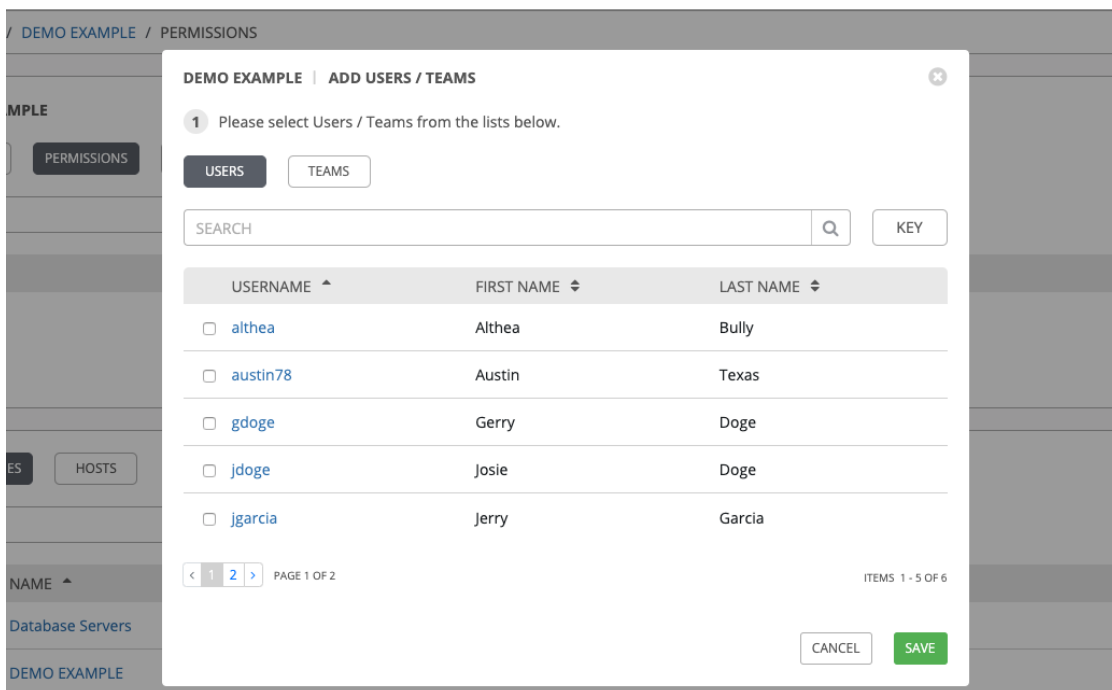 / DEMO EXAMPLE / PERMISSIONS
DEMO EXAMPLE | ADD USERS / TEAMS
1 Please select Users / Teams from the lists below.
PERMISSIONS
USERS TEAMS
SEARCH KEY
USERNAME FIRST NAME LAST NAME
althea Althea Bully
austin78 Austin Texas
gdoge Gerry Doge
jdoge Josie Doge
HOSTS
jgarcia Jerry Garcia
< 1 2 > PAGE 1 OF 2 ITEMS 1 - 5 OF 6
NAME
Database Servers
CANCEL SAVE
DEMO EXAMPLE